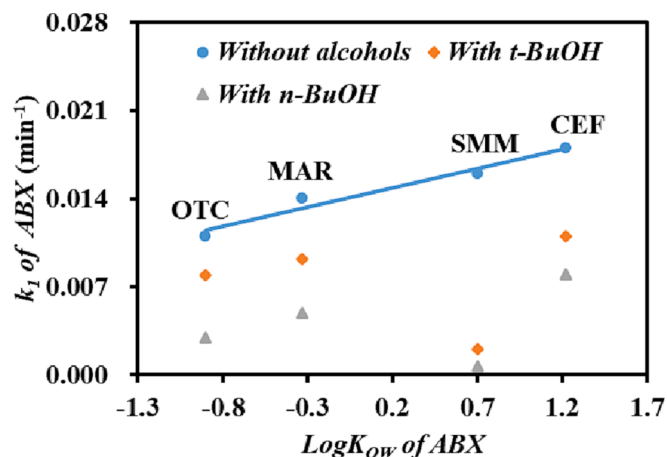 0.028
Without alcohols With t-BuOH
With n-BuOH
0.021
CEF
SMM
MAR
0.014
OTC
0.007
0.000
-1.3 -0.8 -0.3 0.2 0.7 1.2 1.7
k₁ of ABX (min⁻¹)
LogK_OW of ABX